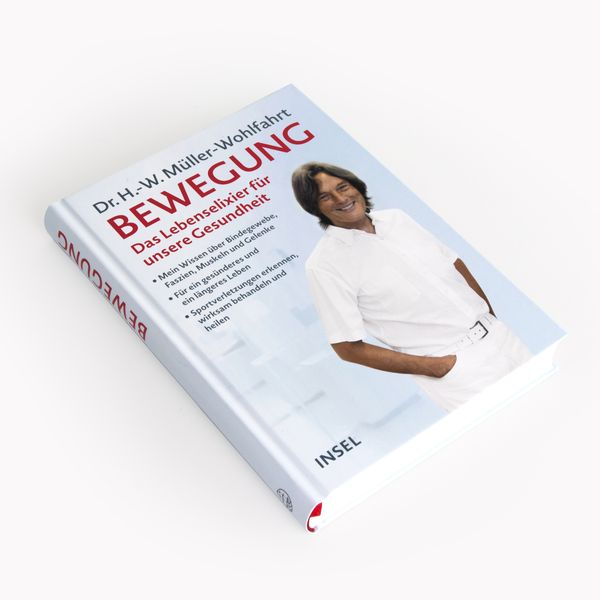 Dr. H.-W. Müller-Wohlfahrt
BEWEGUNG
Das Lebenselixier für
unsere Gesundheit
• Mein Wissen über Bindegewebe,
Faszien, Muskeln und Gelenke
• Für ein gesünderes und
ein längeres Leben
• Sportverletzungen erkennen,
wirksam behandeln und
heilen
INSEL
BEWEGUNG